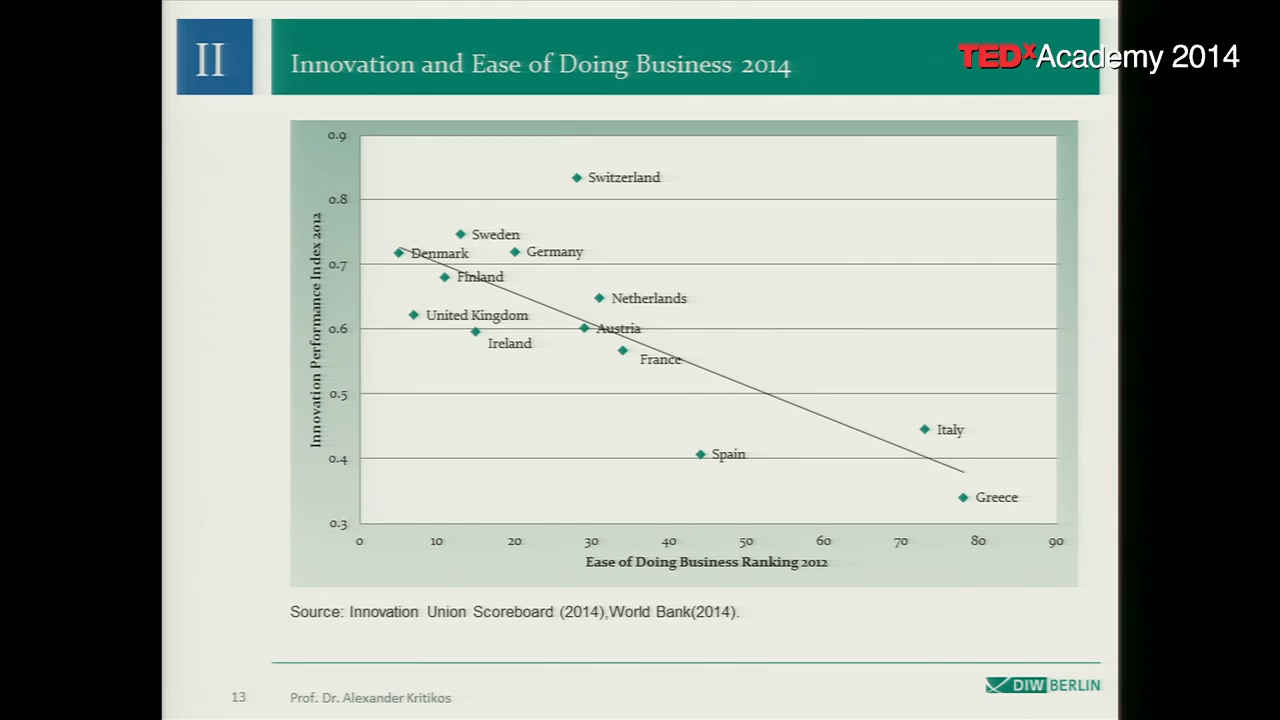 II
Innovation and Ease of Doing Business 2014
TEDxAcademy 2014
0.9
0.8
0.7
0.6
0.5
0.4
0.3
Innovation Performance Index 2012
Switzerland
Sweden
Denmark
Germany
Finland
Netherlands
United Kingdom
Austria
Ireland
France
Italy
Spain
Greece
0 10 20 30 40 50 60 70 80 90
Ease of Doing Business Ranking 2012
Source: Innovation Union Scoreboard (2014),World Bank(2014).
13 Prof. Dr. Alexander Kritikos
DIW BERLIN